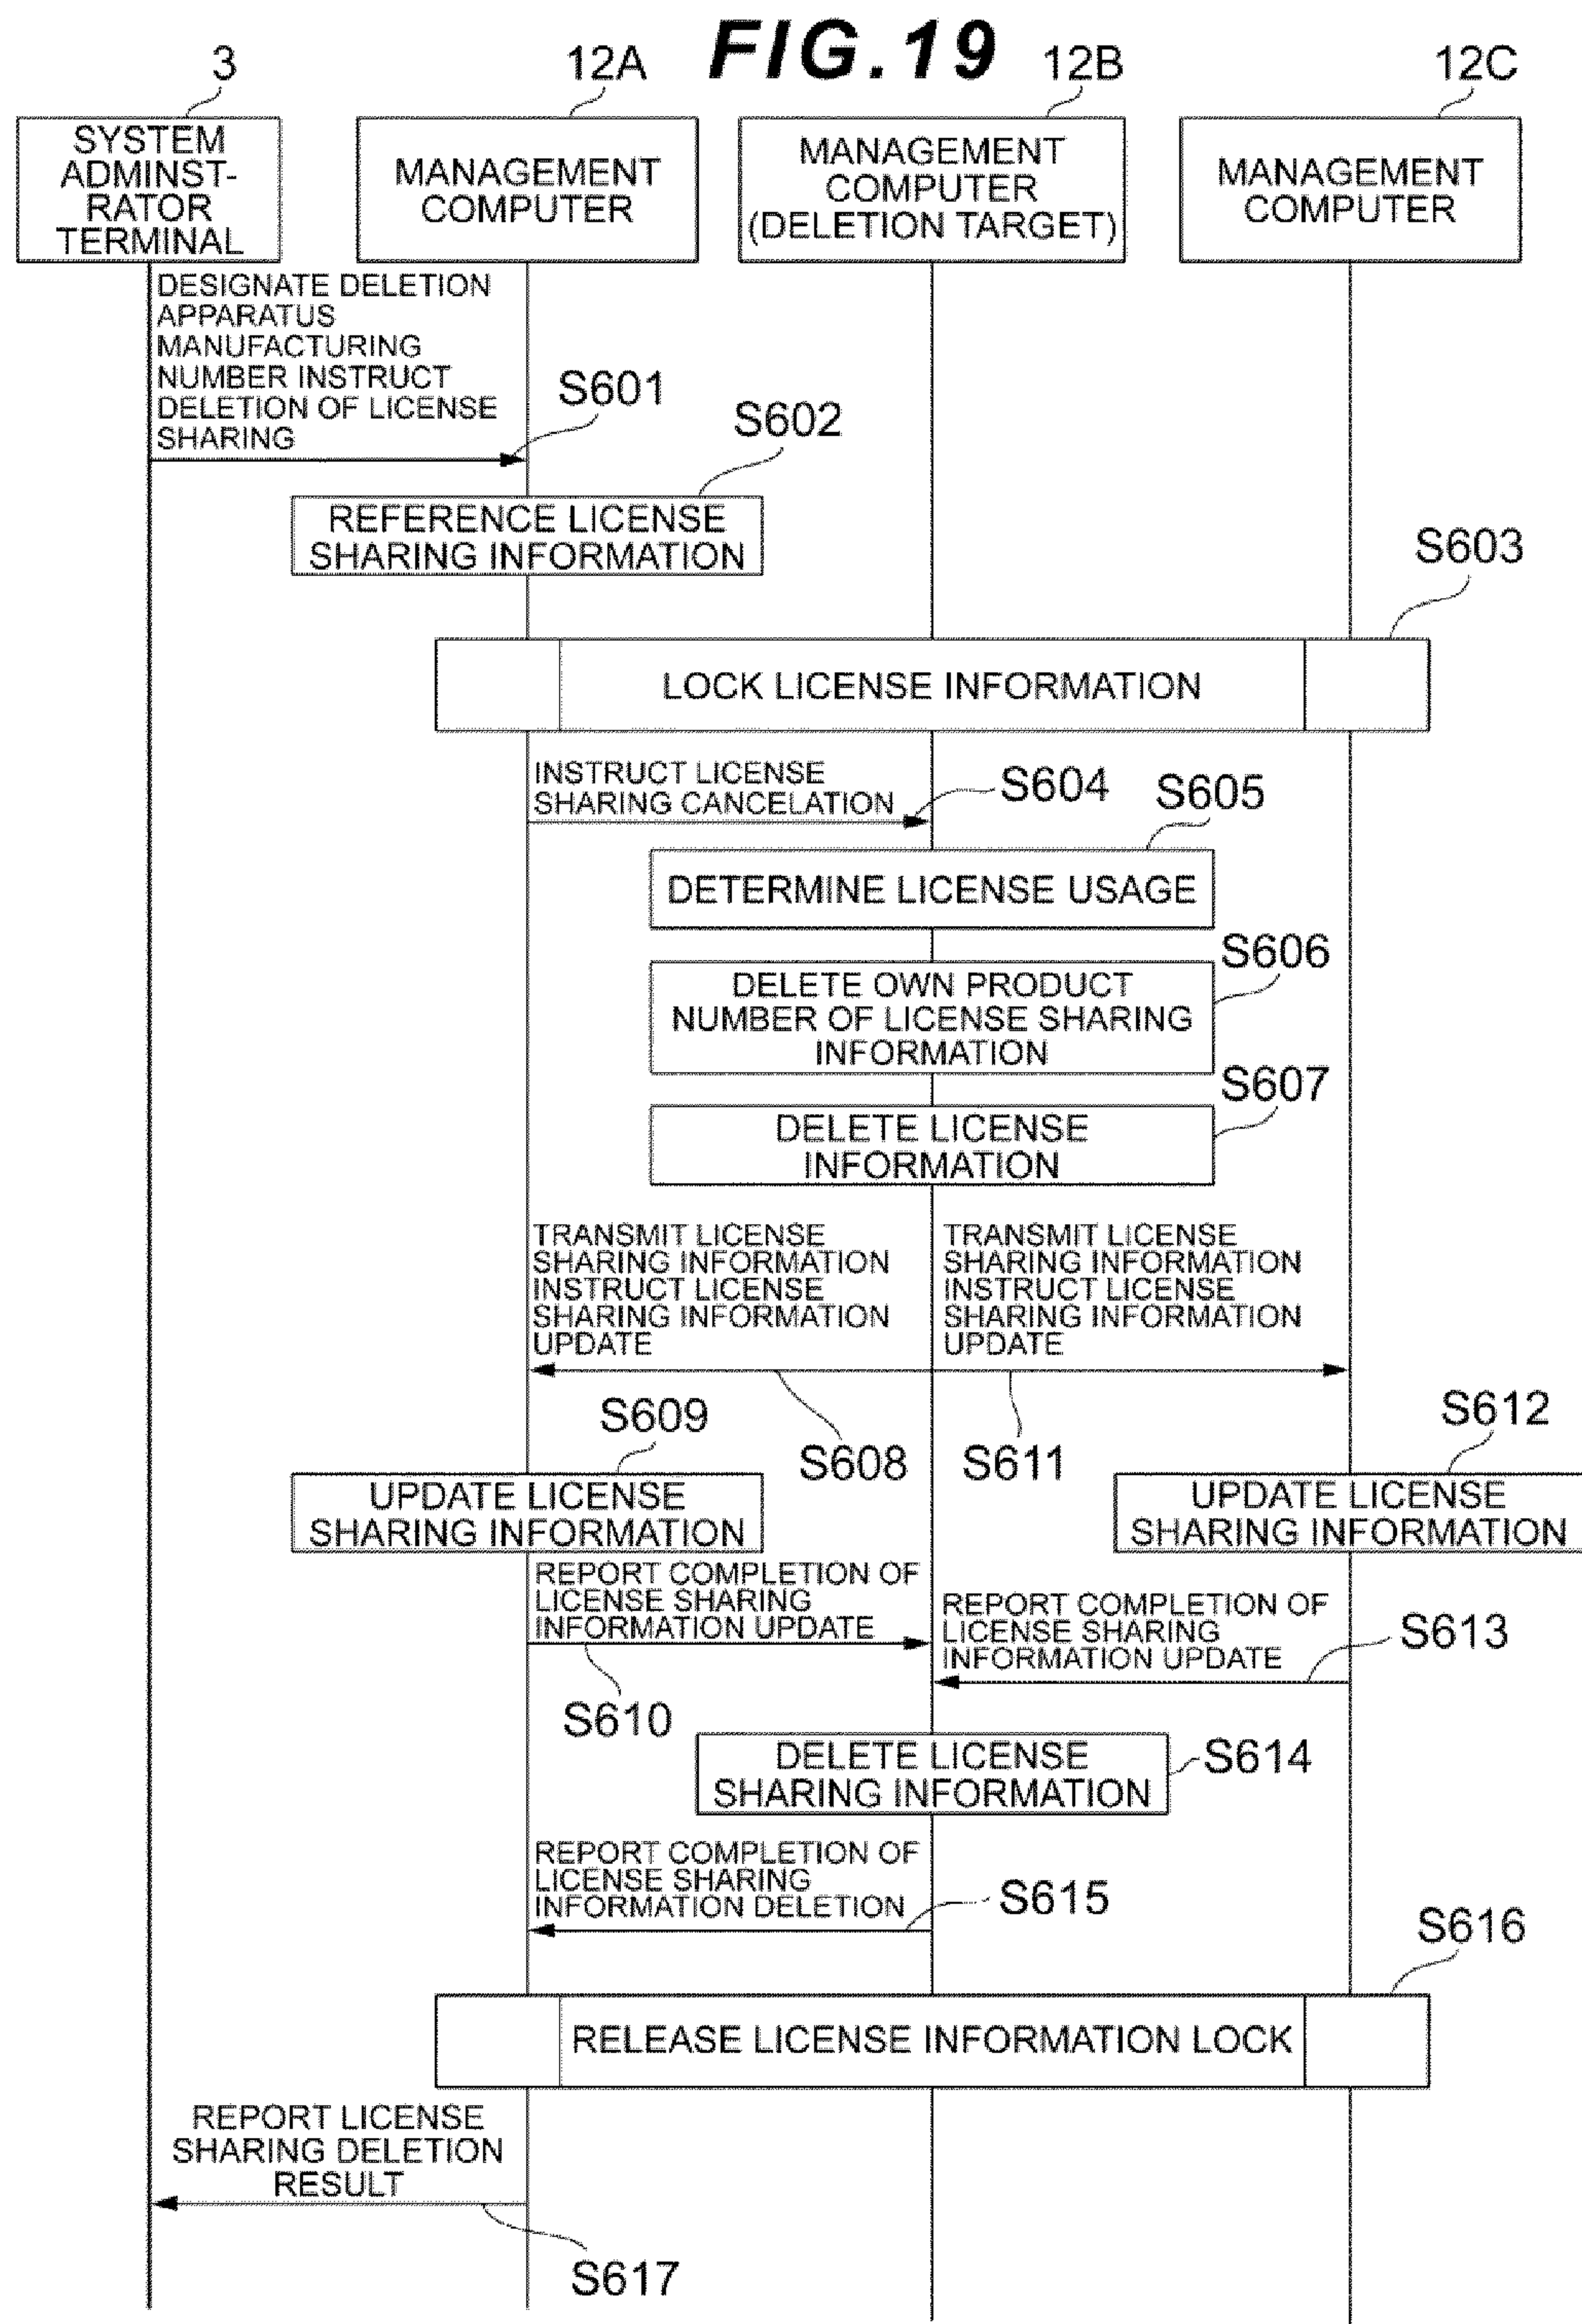 FIG.19
3
12A
12B
12C
SYSTEM
ADMINST-
RATOR
TERMINAL
MANAGEMENT
COMPUTER
MANAGEMENT
COMPUTER
(DELETION TARGET)
MANAGEMENT
COMPUTER
DESIGNATE DELETION
APPARATUS
MANUFACTURING
NUMBER INSTRUCT
DELETION OF LICENSE
SHARING
S601
S602
REFERENCE LICENSE
SHARING INFORMATION
S603
LOCK LICENSE INFORMATION
INSTRUCT LICENSE
SHARING CANCELATION
S604
S605
DETERMINE LICENSE USAGE
S606
DELETE OWN PRODUCT
NUMBER OF LICENSE SHARING
INFORMATION
S607
DELETE LICENSE
INFORMATION
TRANSMIT LICENSE
SHARING INFORMATION
INSTRUCT LICENSE
SHARING INFORMATION
UPDATE
TRANSMIT LICENSE
SHARING INFORMATION
INSTRUCT LICENSE
SHARING INFORMATION
UPDATE
S608
S611
S609
UPDATE LICENSE
SHARING INFORMATION
S612
UPDATE LICENSE
SHARING INFORMATION
REPORT COMPLETION OF
LICENSE SHARING
INFORMATION UPDATE
S610
REPORT COMPLETION OF
LICENSE SHARING
INFORMATION UPDATE
S613
DELETE LICENSE
SHARING INFORMATION
S614
REPORT COMPLETION OF
LICENSE SHARING
INFORMATION DELETION
S615
S616
RELEASE LICENSE INFORMATION LOCK
REPORT LICENSE
SHARING DELETION
RESULT
S617